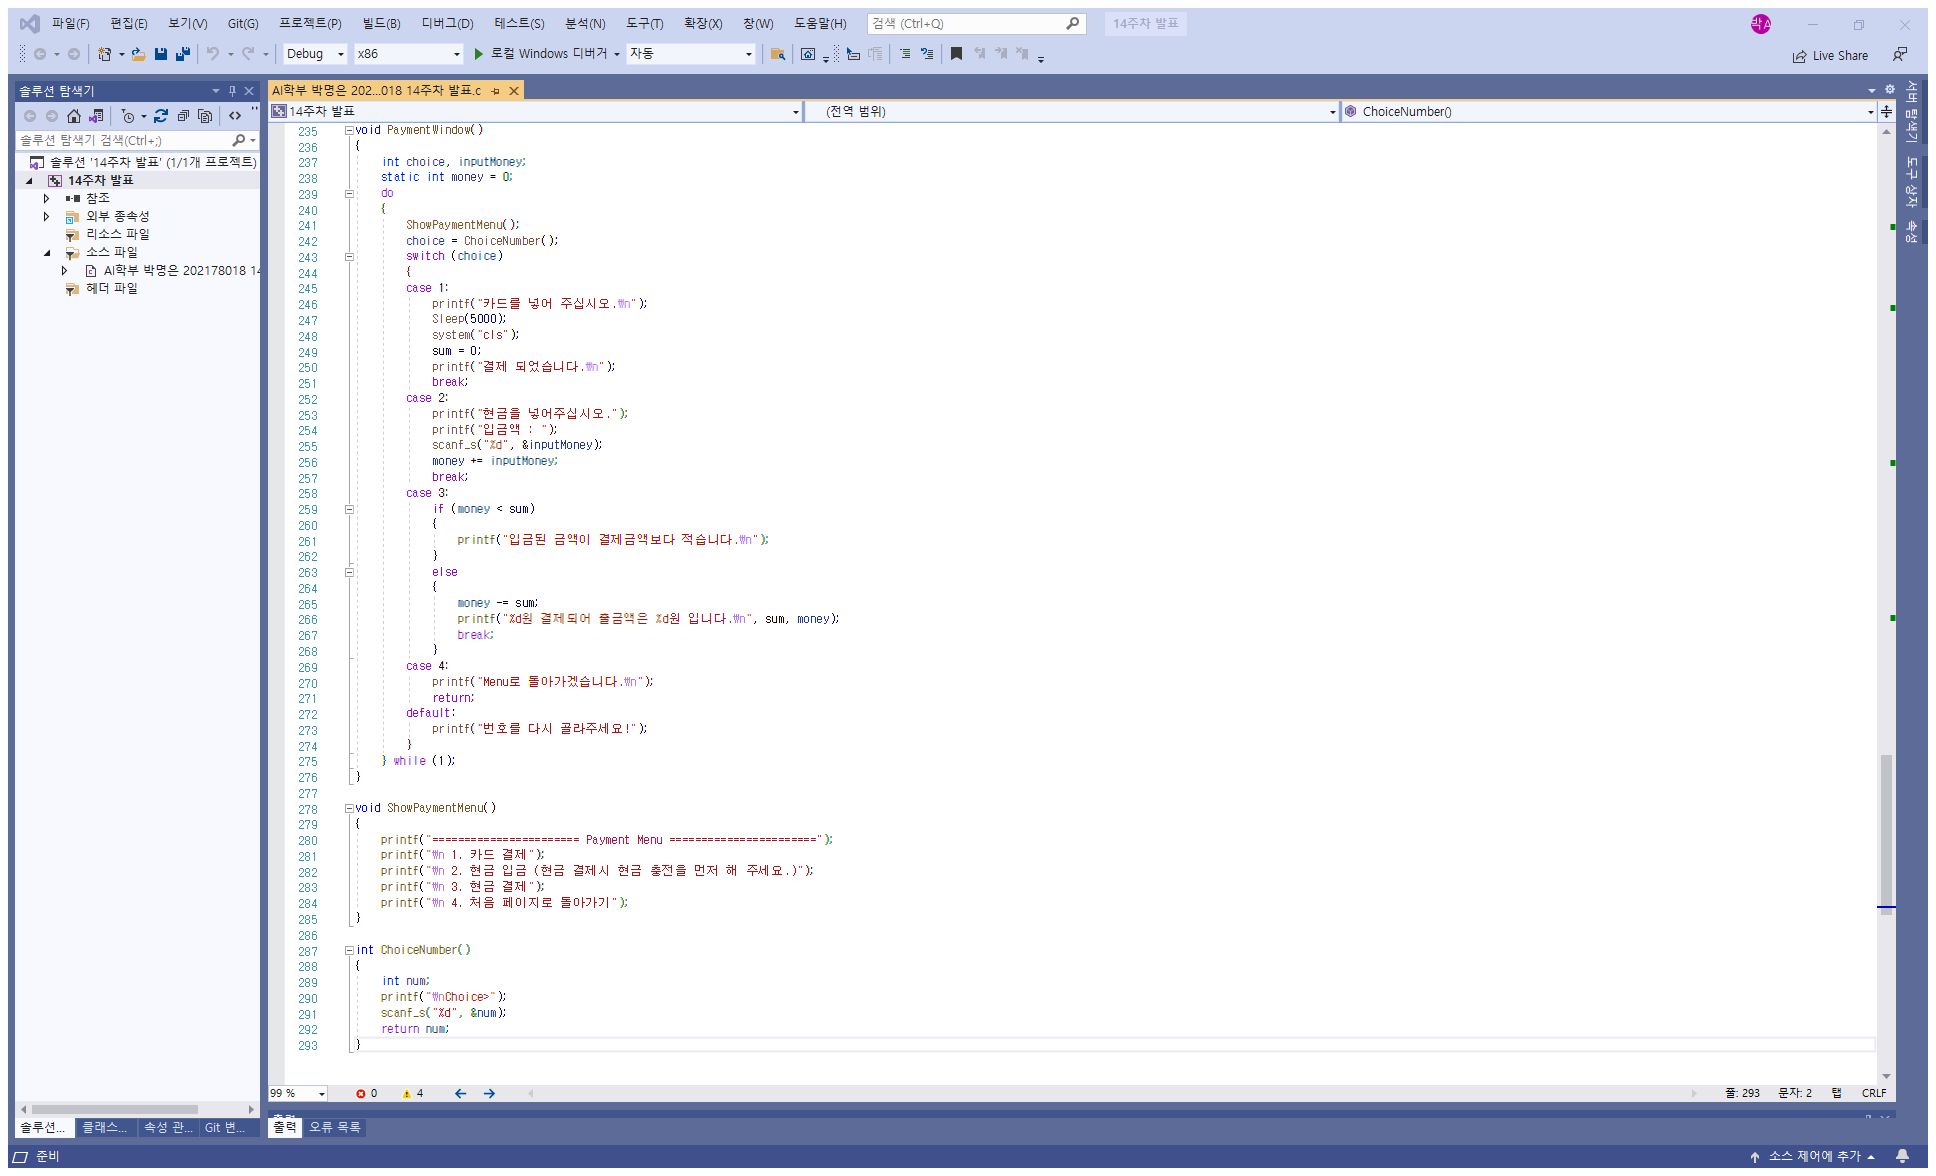 파일(F) 편집(E) 보기(V) Git(G) 프로젝트(P) 빌드(B) 디버그(D) 테스트(S) 분석(N) 도구(T) 확장(X) 창(W) 도움말(H) 검색 (Ctrl+Q) 14주차 발표 박A
Debug x86 로컬 Windows 디버거 자동 Live Share
솔루션 탐색기
솔루션 탐색기 검색(Ctrl+;)
솔루션 '14주차 발표' (1/1개 프로젝트)
14주차 발표
참조
외부 종속성
리소스 파일
소스 파일
AI학부 박명은 202178018 14
헤더 파일
솔루션... 클래스... 속성 관... Git 변...
AI학부 박명은 202...018 14주차 발표.c
14주차 발표 (전역 범위) ChoiceNumber()
235 void PaymentWindow()
236 {
237 int choice, inputMoney;
238 static int money = 0;
239 do
240 {
241 ShowPaymentMenu();
242 choice = ChoiceNumber();
243 switch (choice)
244 {
245 case 1:
246 printf("카드를 넣어 주십시오.₩n");
247 Sleep(5000);
248 system("cls");
249 sum = 0;
250 printf("결제 되었습니다.₩n");
251 break;
252 case 2:
253 printf("현금을 넣어주십시오.");
254 printf("입금액 : ");
255 scanf_s("%d", &inputMoney);
256 money += inputMoney;
257 break;
258 case 3:
259 if (money < sum)
260 {
261 printf("입금된 금액이 결제금액보다 적습니다.₩n");
262 }
263 else
264 {
265 money -= sum;
266 printf("%d원 결제되어 출금액은 %d원 입니다.₩n", sum, money);
267 break;
268 }
269 case 4:
270 printf("Menu로 돌아가겠습니다.₩n");
271 return;
272 default:
273 printf("번호를 다시 골라주세요!");
274 }
275 } while (1);
276 }
277
278 void ShowPaymentMenu()
279 {
280 printf("======================= Payment Menu =======================");
281 printf("₩n 1. 카드 결제");
282 printf("₩n 2. 현금 입금 (현금 결제시 현금 충전을 먼저 해 주세요.)");
283 printf("₩n 3. 현금 결제");
284 printf("₩n 4. 처음 페이지로 돌아가기");
285 }
286
287 int ChoiceNumber()
288 {
289 int num;
290 printf("₩nChoice>");
291 scanf_s("%d", &num);
292 return num;
293 }
99 % 0 4 줄: 293 문자: 2 탭 CRLF
출력
출력 오류 목록
서버 탐색기
도구 상자
속성
준비 소스 제어에 추가